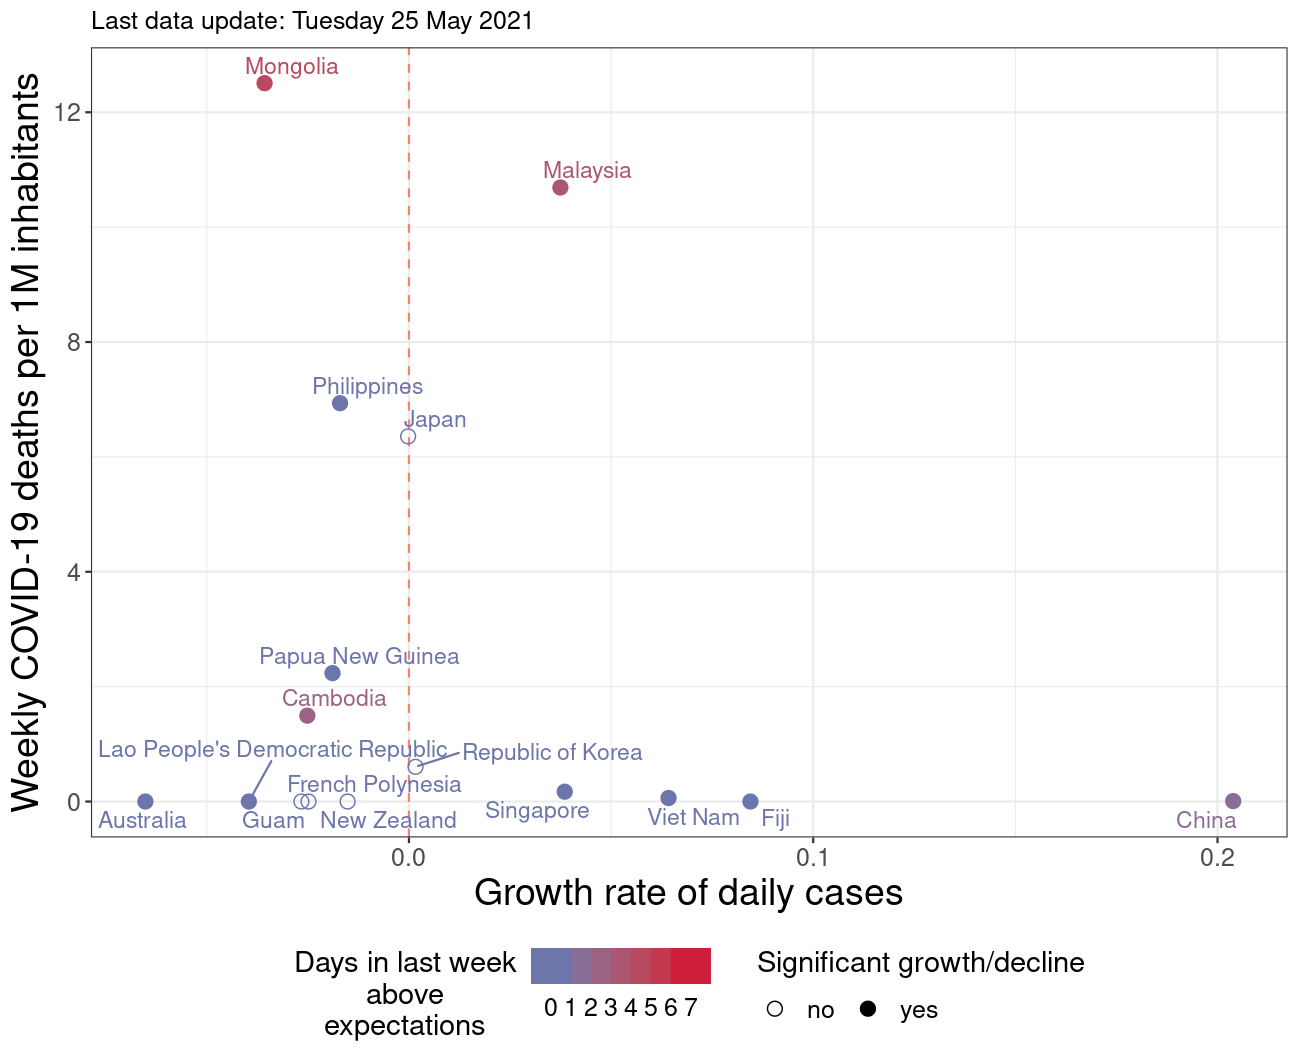 Last data update: Tuesday 25 May 2021
Weekly COVID-19 deaths per 1M inhabitants
12
8
4
0
Mongolia
Malaysia
Philippines
Japan
Papua New Guinea
Cambodia
Lao People's Democratic Republic
Republic of Korea
French Polynesia
Australia
Guam
New Zealand
Singapore
Viet Nam
Fiji
China
0.0
0.1
0.2
Growth rate of daily cases
Days in last week
above
expectations
0 1 2 3 4 5 6 7
Significant growth/decline
no
yes